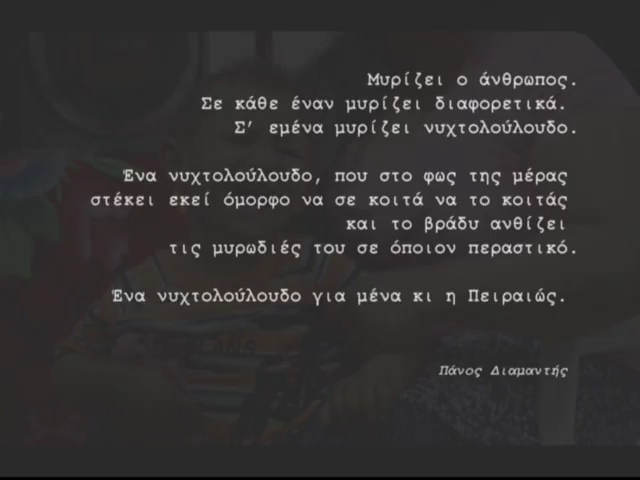 Μυρίζει ο άνθρωπος.
Σε κάθε έναν μυρίζει διαφορετικά.
Σ’ εμένα μυρίζει νυχτολούλουδο.
Ένα νυχτολούλουδο, που στο φως της μέρας
στέκει εκεί όμορφο να σε κοιτά να το κοιτάς
και το βράδυ ανθίζει
τις μυρωδιές του σε όποιον περαστικό.
Ένα νυχτολούλουδο για μένα κι η Πειραιώς.
Πάνος Διαμαντής